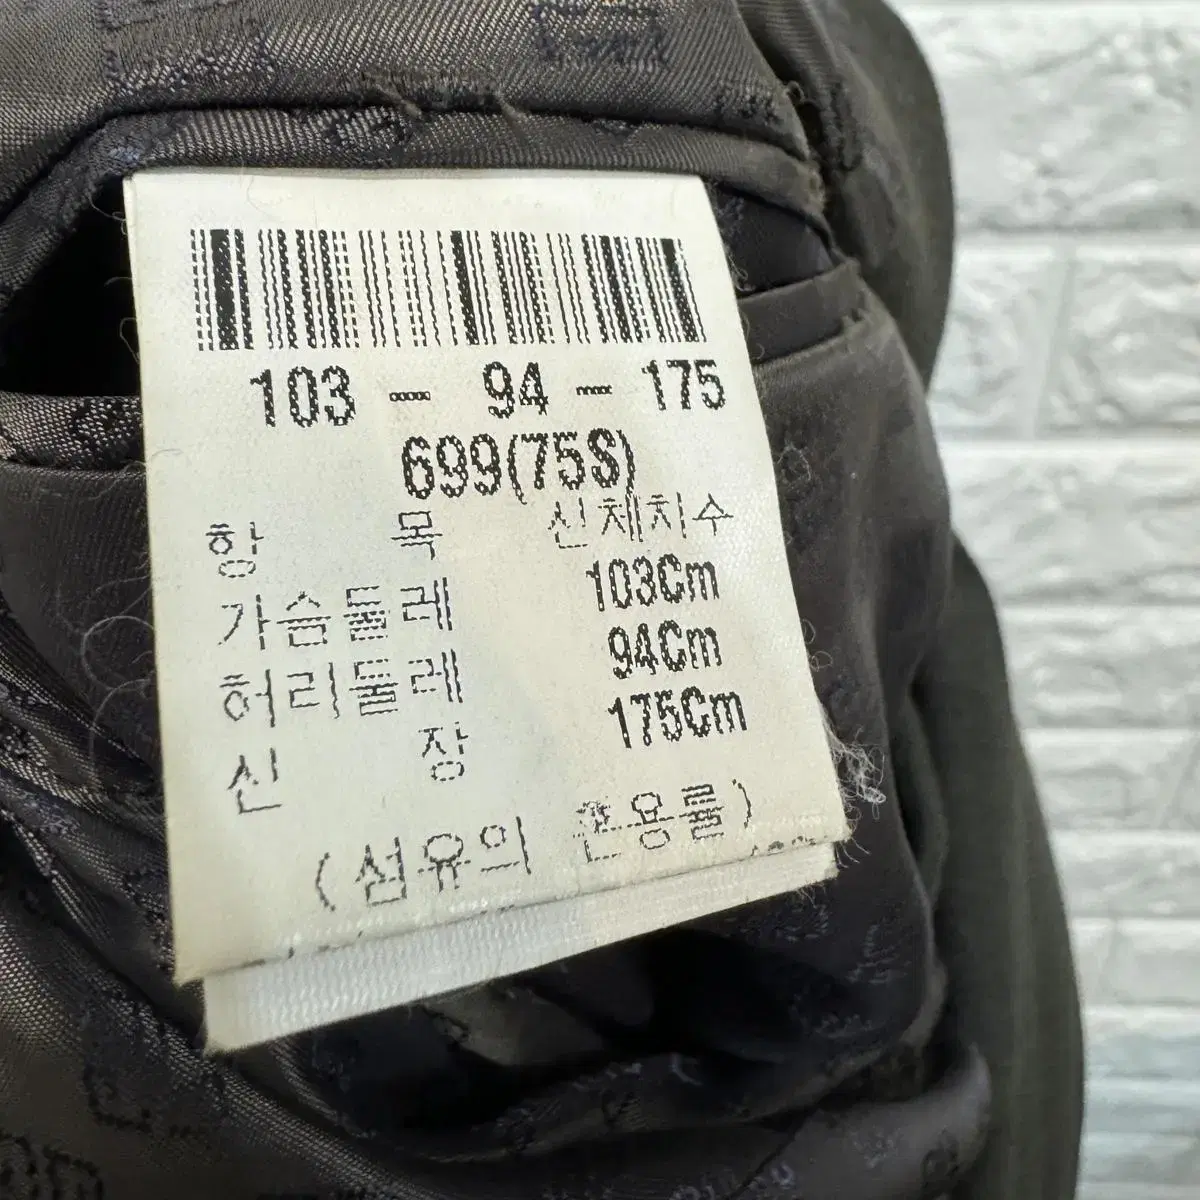 103 - 94 - 175
699(75S)
항 목 신체치수
가슴둘레 103Cm
허리둘레 94Cm
신 장 175Cm
(섬유의 혼용률)